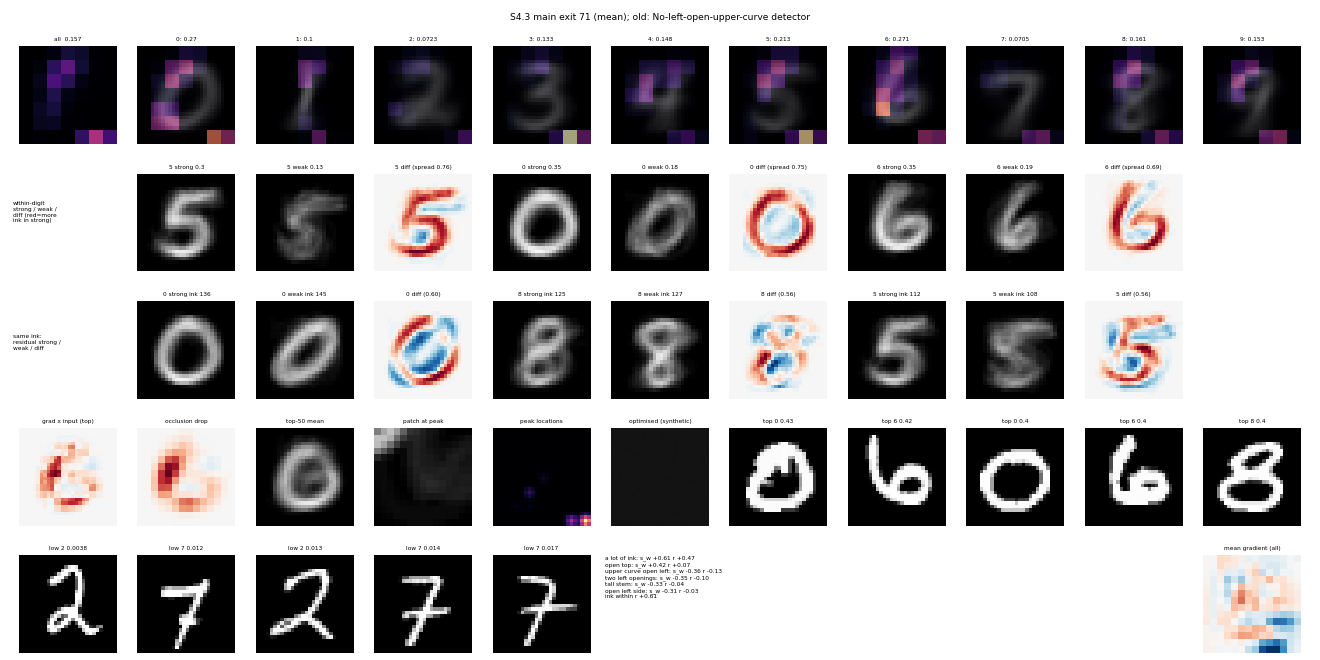 S4.3 main exit 71 (mean); old: No-left-open-upper-curve detector
all 0.157
0: 0.27
1: 0.1
2: 0.0723
3: 0.133
4: 0.148
5: 0.213
6: 0.271
7: 0.0705
8: 0.161
9: 0.153
within-digit
strong / weak /
diff (red=more
ink in strong)
5 strong 0.3
5 weak 0.13
5 diff (spread 0.76)
0 strong 0.35
0 weak 0.18
0 diff (spread 0.75)
6 strong 0.35
6 weak 0.19
6 diff (spread 0.69)
same ink:
residual strong /
weak / diff
0 strong ink 136
0 weak ink 145
0 diff (0.60)
8 strong ink 125
8 weak ink 127
8 diff (0.56)
5 strong ink 112
5 weak ink 108
5 diff (0.56)
grad x input (top)
occlusion drop
top-50 mean
patch at peak
peak locations
optimised (synthetic)
top 0 0.43
top 6 0.42
top 0 0.4
top 6 0.4
top 8 0.4
low 2 0.0038
low 7 0.012
low 2 0.013
low 7 0.014
low 7 0.017
a lot of ink: s_w +0.61 r +0.47
open top: s_w +0.42 r +0.07
upper curve open left: s_w -0.36 r -0.13
two left openings: s_w -0.35 r -0.10
tall stem: s_w -0.33 r -0.04
open left side: s_w -0.31 r -0.03
ink within r +0.61
mean gradient (all)